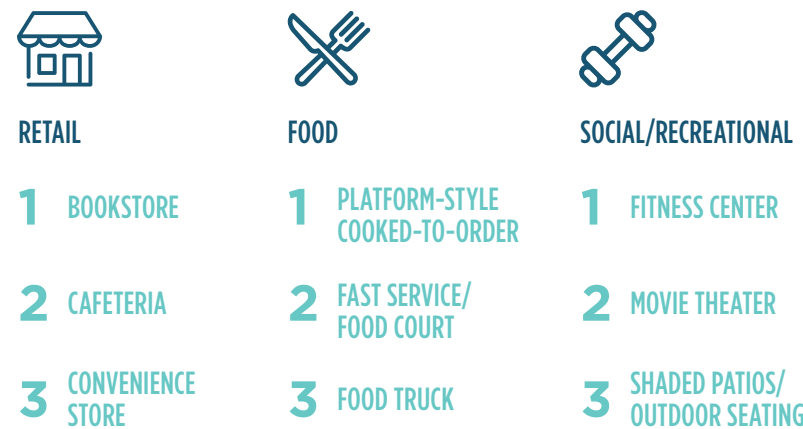 RETAIL
1 BOOKSTORE
2 CAFETERIA
3 CONVENIENCE
STORE
FOOD
1 PLATFORM-STYLE
COOKED-TO-ORDER
2 FAST SERVICE/
FOOD COURT
3 FOOD TRUCK
SOCIAL/RECREATIONAL
1 FITNESS CENTER
2 MOVIE THEATER
3 SHADED PATIOS/
OUTDOOR SEATING